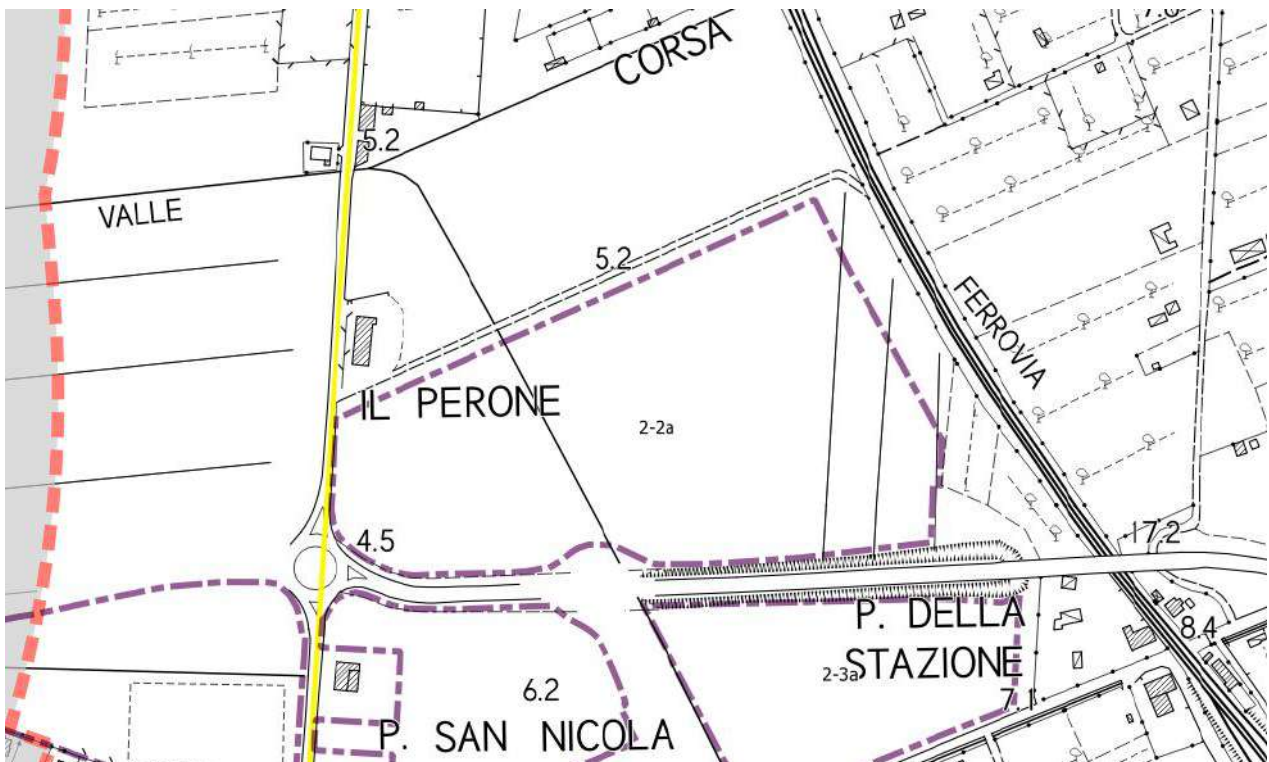 CORSA
5.2
VALLE
5.2
FERROVIA
IL PERONE
2-2a
4.5
17.2
P. DELLA
STAZIONE
2-3a
8.4
6.2
7.1
P. SAN NICOLA